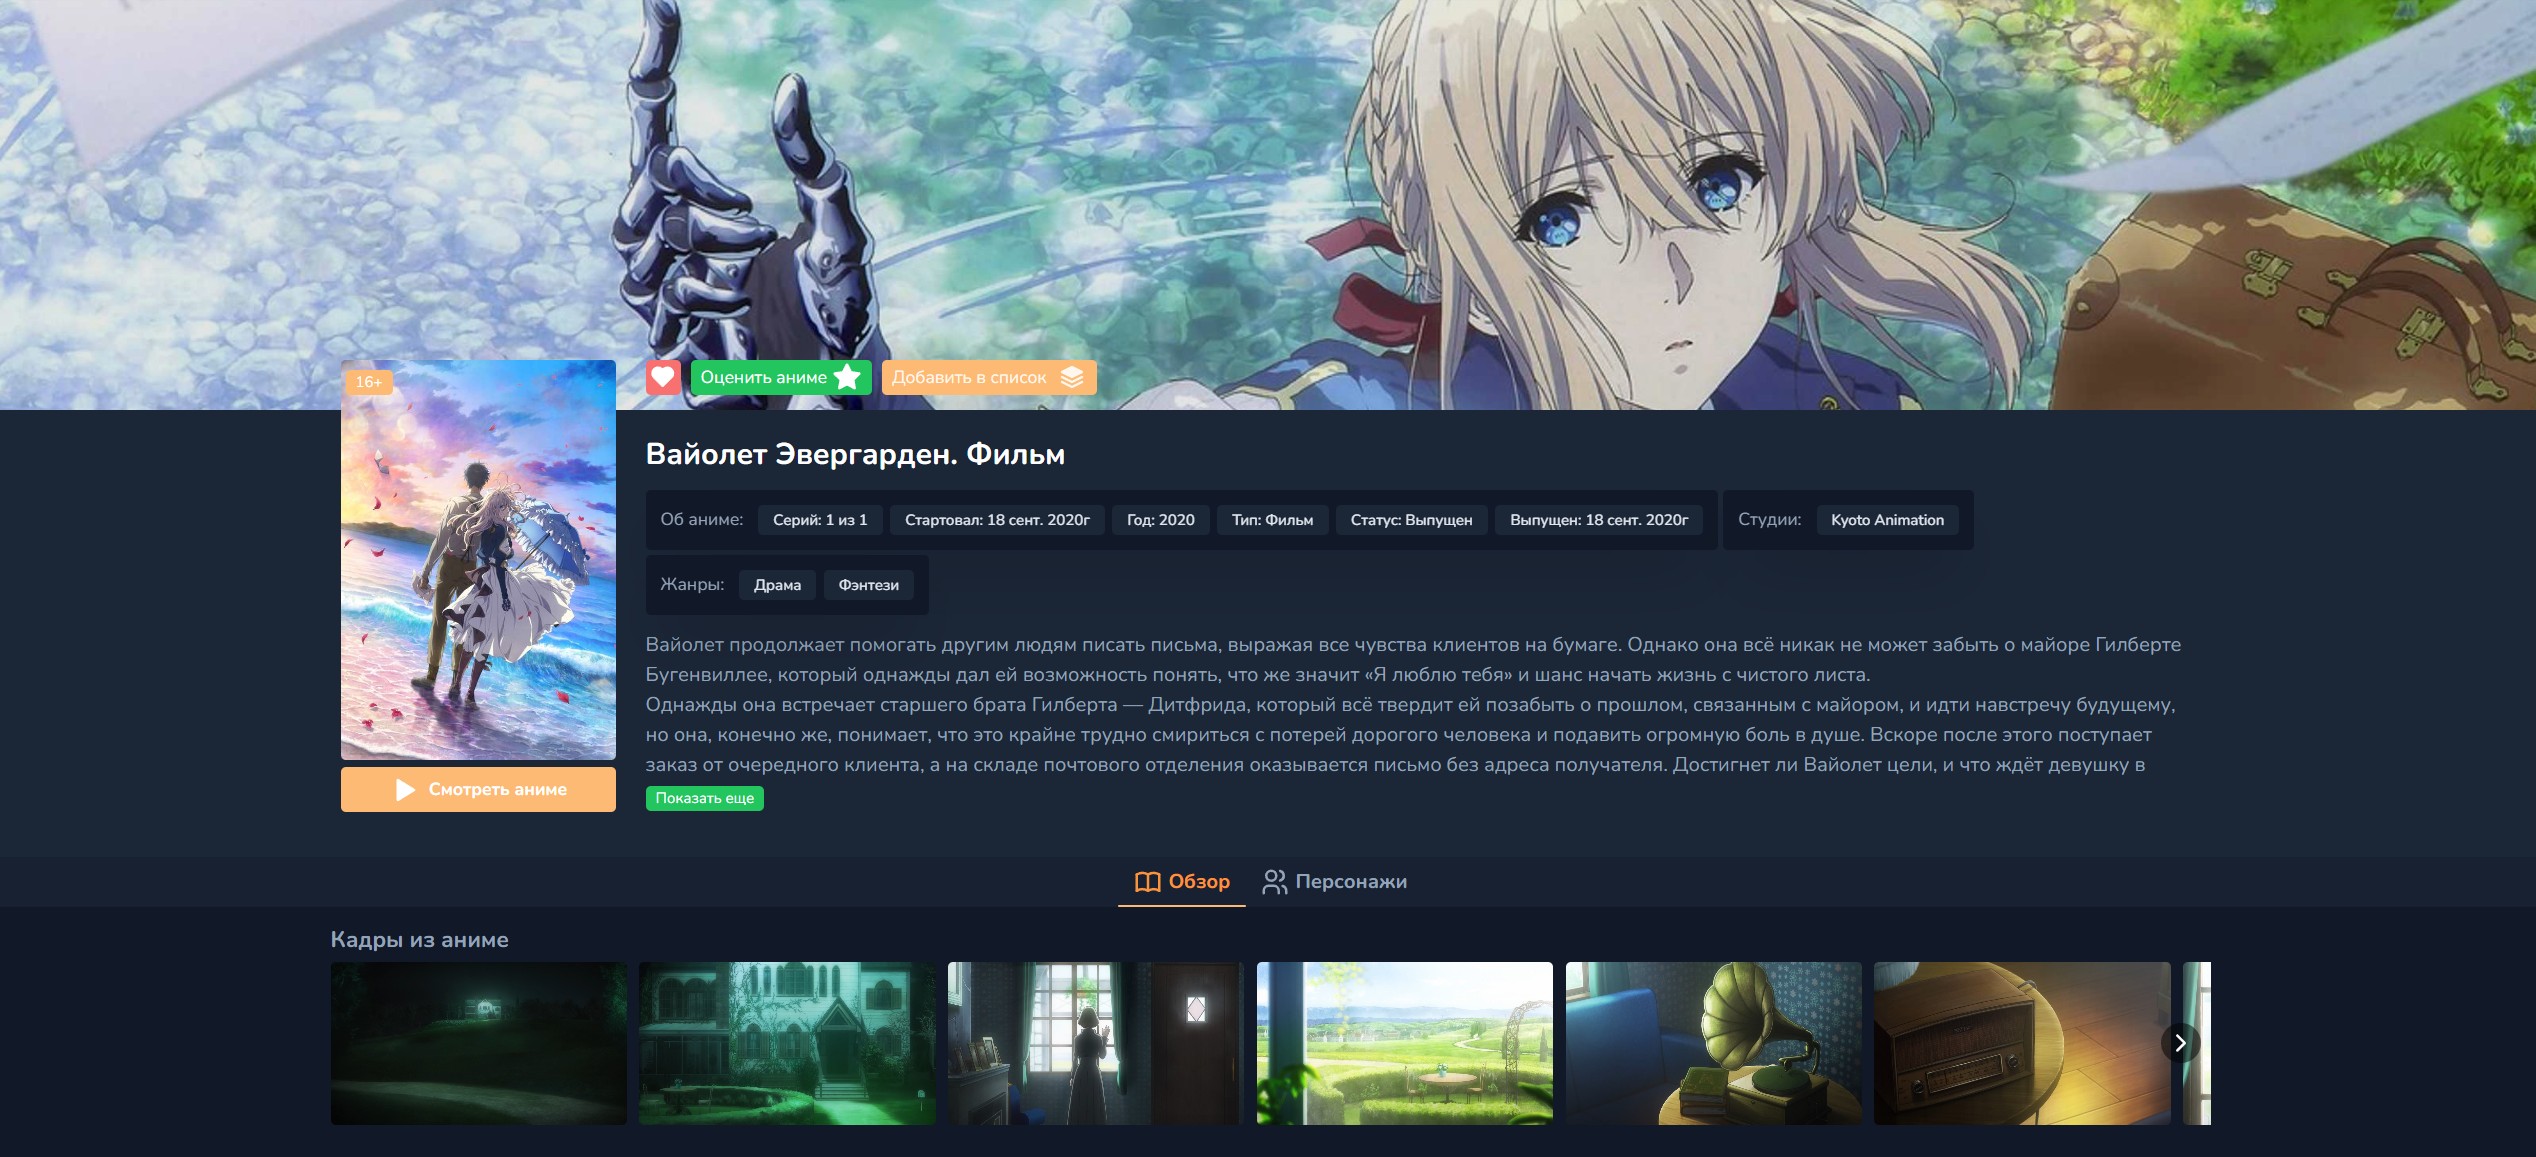 16+
Оценить аниме
Добавить в список
Вайолет Эвергарден. Фильм
Об аниме: Серий: 1 из 1 Стартовал: 18 сент. 2020г Год: 2020 Тип: Фильм Статус: Выпущен Выпущен: 18 сент. 2020г Студии: Kyoto Animation
Жанры: Драма Фэнтези
Вайолет продолжает помогать другим людям писать письма, выражая все чувства клиентов на бумаге. Однако она всё никак не может забыть о майоре Гилберте
Бугенвиллее, который однажды дал ей возможность понять, что же значит «Я люблю тебя» и шанс начать жизнь с чистого листа.
Однажды она встречает старшего брата Гилберта — Дитфрида, который всё твердит ей позабыть о прошлом, связанным с майором, и идти навстречу будущему,
но она, конечно же, понимает, что это крайне трудно смириться с потерей дорогого человека и подавить огромную боль в душе. Вскоре после этого поступает
заказ от очередного клиента, а на складе почтового отделения оказывается письмо без адреса получателя. Достигнет ли Вайолет цели, и что ждёт девушку в
Показать еще
Смотреть аниме
Обзор
Персонажи
Кадры из аниме